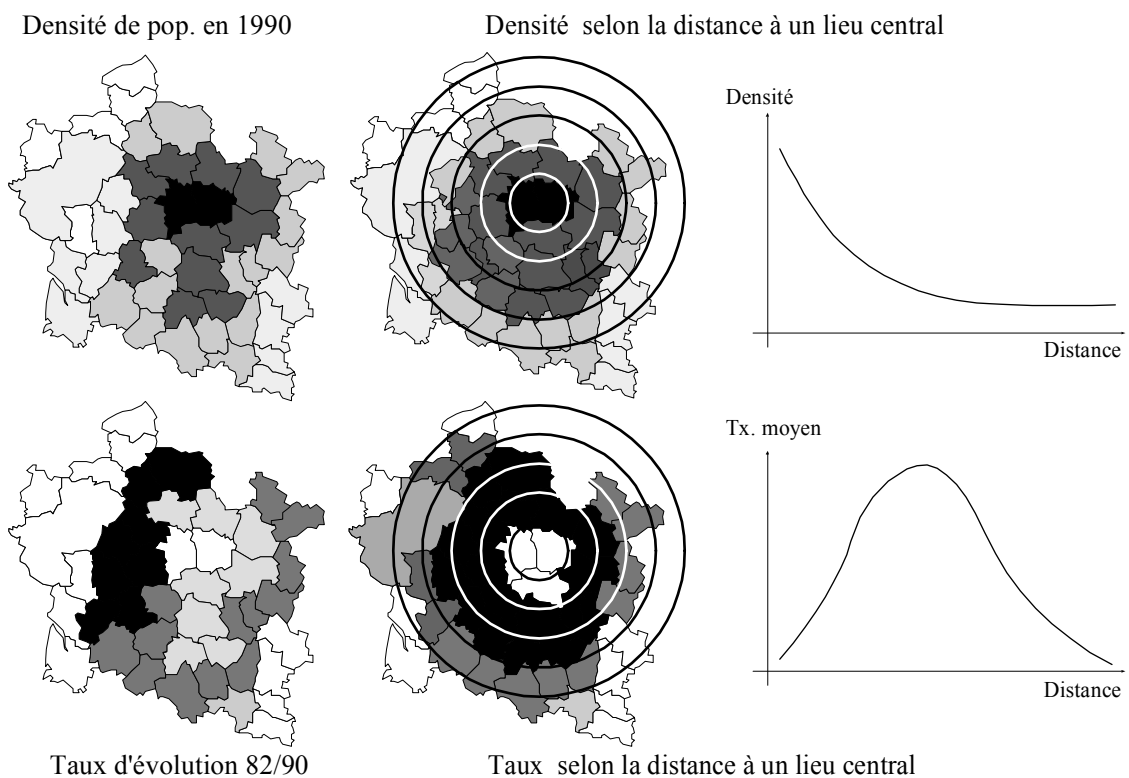 Densité de pop. en 1990
Densité selon la distance à un lieu central
Densité
Distance
Tx. moyen
Distance
Taux d'évolution 82/90
Taux selon la distance à un lieu central